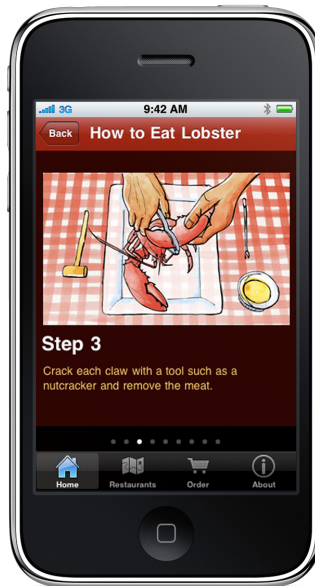 3G 9:42 AM
Back How to Eat Lobster
Step 3
Crack each claw with a tool such as a
nutcracker and remove the meat.
Home Restaurants Order About